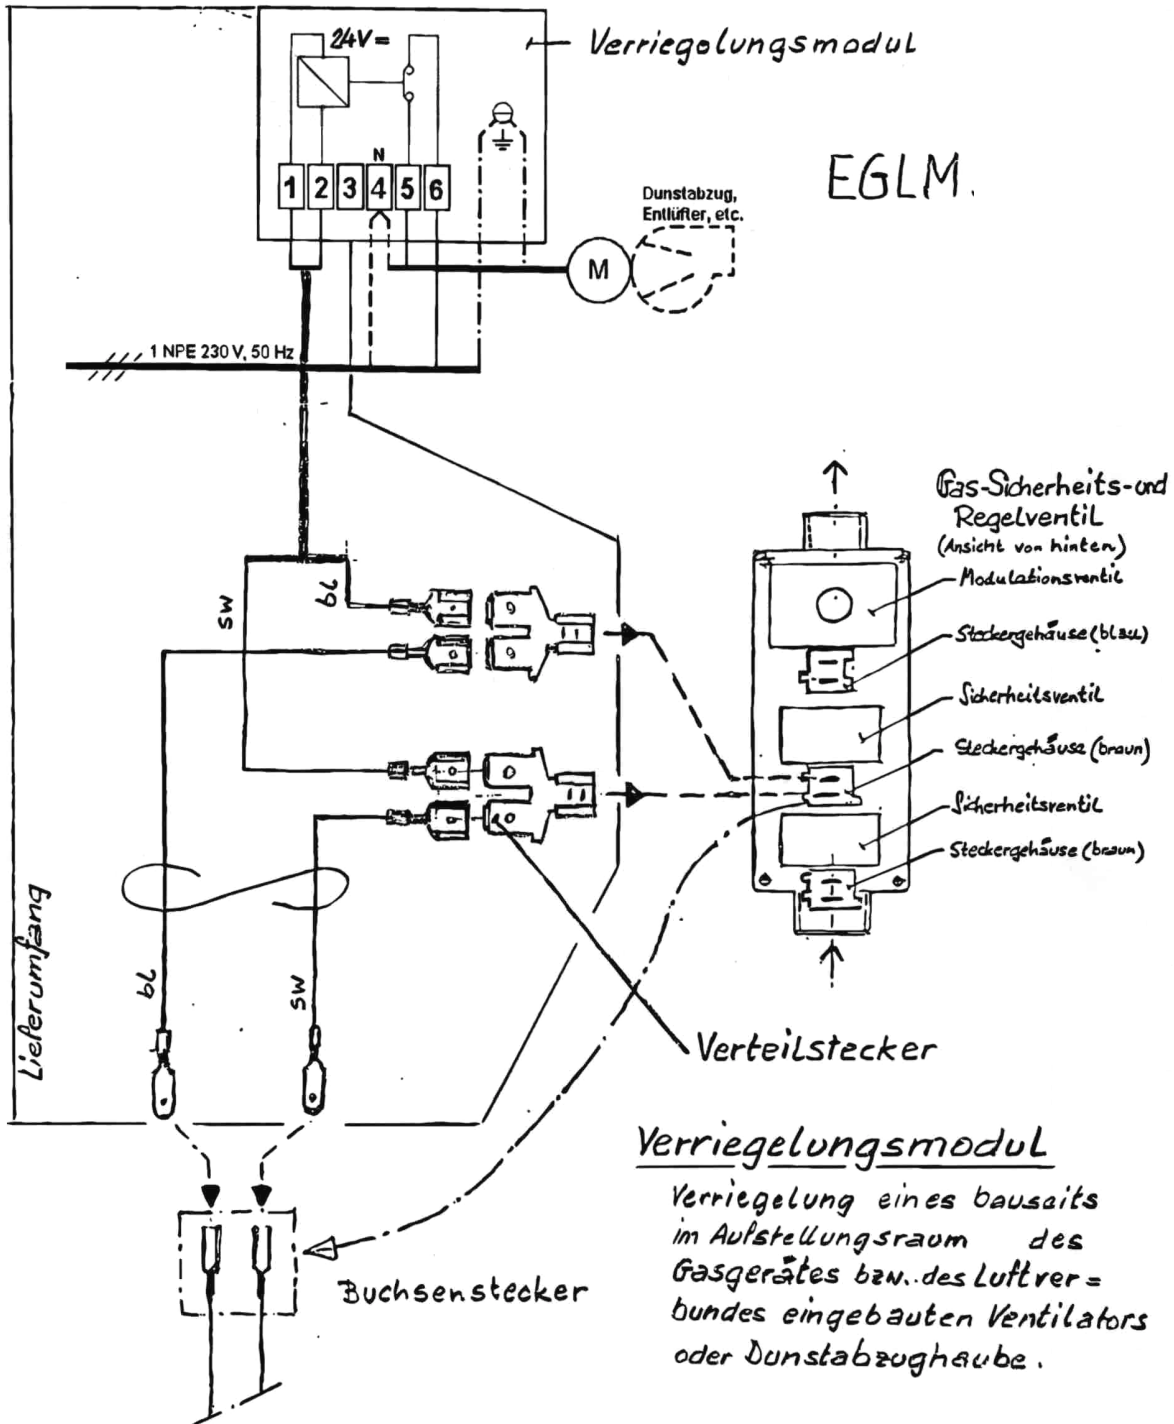 24V=
Verriegelungsmodul
N
1 2 3 4 5 6
EGLM.
Dunstabzug,
Entlüfter, etc.
M
1 NPE 230 V, 50 Hz
Gas-Sicherheits-und
Regelventil
(Ansicht von hinten)
Modulationsventil
bl
sw
Steckergehäuse (blau)
Sicherheitsventil
Steckergehäuse (braun)
Sicherheitsventil
Steckergehäuse (braun)
Lieferumfang
bl
sw
Verteilstecker
Verriegelungsmodul
Verriegelung eines bauseits
im Aufstellungsraum des
Gasgerätes bzw. des Luftver=
bundes eingebauten Ventilators
oder Dunstabzughaube.
Buchsenstecker